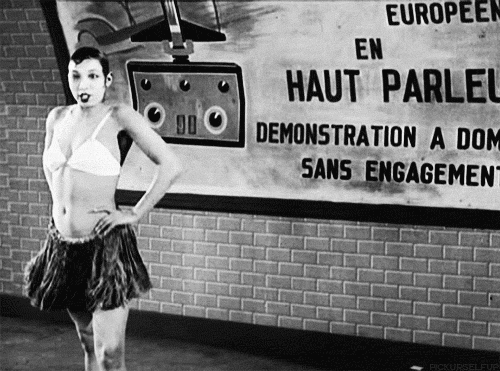 EUROPEEN
EN
HAUT PARLEU
DEMONSTRATION A DOM
SANS ENGAGEMENT